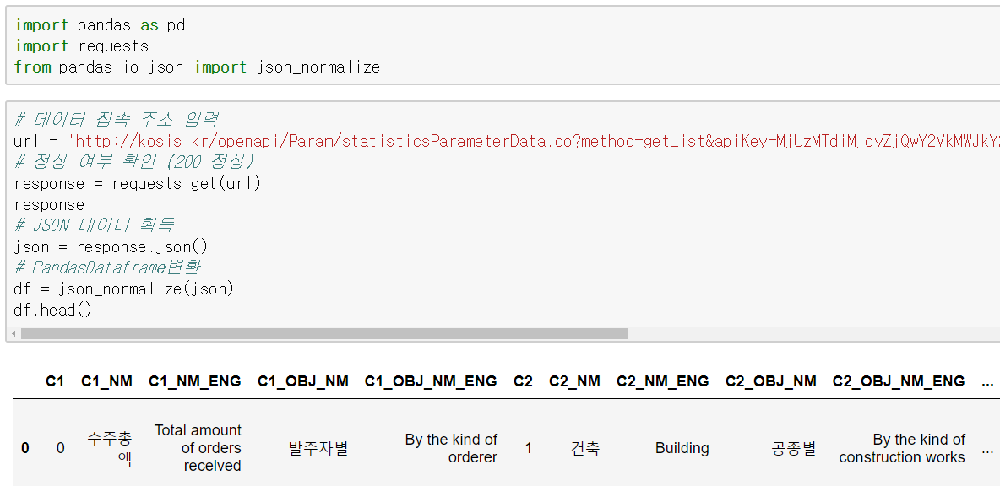 import pandas as pd
import requests
from pandas.io.json import json_normalize
# 데이터 접속 주소 입력
url = 'http://kosis.kr/openapi/Param/statisticsParameterData.do?method=getList&apiKey=MjUzMTdiMjcyZjQwY2VkMWJkY
# 정상 여부 확인 (200 정상)
response = requests.get(url)
response
# JSON 데이터 획득
json = response.json()
# PandasDataframe변환
df = json_normalize(json)
df.head()
C1 C1_NM C1_NM_ENG C1_OBJ_NM C1_OBJ_NM_ENG C2 C2_NM C2_NM_ENG C2_OBJ_NM C2_OBJ_NM_ENG ...
0 0 수주총액 Total amount of orders received 발주자별 By the kind of orderer 1 건축 Building 공종별 By the kind of construction works ...